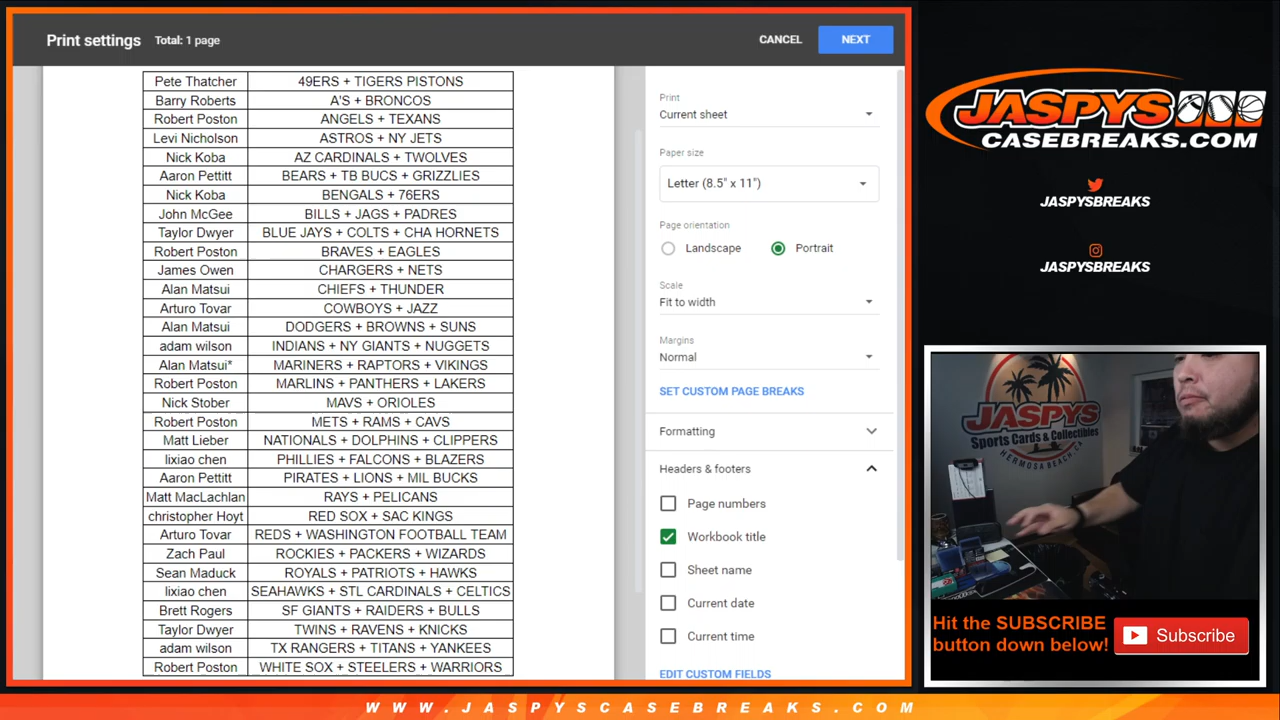 Print settings Total: 1 page CANCEL NEXT
Pete Thatcher 49ERS + TIGERS PISTONS
Barry Roberts A'S + BRONCOS
Robert Poston ANGELS + TEXANS
Levi Nicholson ASTROS + NY JETS
Nick Koba AZ CARDINALS + TWOLVES
Aaron Pettitt BEARS + TB BUCS + GRIZZLIES
Nick Koba BENGALS + 76ERS
John McGee BILLS + JAGS + PADRES
Taylor Dwyer BLUE JAYS + COLTS + CHA HORNETS
Robert Poston BRAVES + EAGLES
James Owen CHARGERS + NETS
Alan Matsui CHIEFS + THUNDER
Arturo Tovar COWBOYS + JAZZ
Alan Matsui DODGERS + BROWNS + SUNS
adam wilson INDIANS + NY GIANTS + NUGGETS
Alan Matsui* MARINERS + RAPTORS + VIKINGS
Robert Poston MARLINS + PANTHERS + LAKERS
Nick Stober MAVS + ORIOLES
Robert Poston METS + RAMS + CAVS
Matt Lieber NATIONALS + DOLPHINS + CLIPPERS
lixiao chen PHILLIES + FALCONS + BLAZERS
Aaron Pettitt PIRATES + LIONS + MIL BUCKS
Matt MacLachlan RAYS + PELICANS
christopher Hoyt RED SOX + SAC KINGS
Arturo Tovar REDS + WASHINGTON FOOTBALL TEAM
Zach Paul ROCKIES + PACKERS + WIZARDS
Sean Maduck ROYALS + PATRIOTS + HAWKS
lixiao chen SEAHAWKS + STL CARDINALS + CELTICS
Brett Rogers SF GIANTS + RAIDERS + BULLS
Taylor Dwyer TWINS + RAVENS + KNICKS
adam wilson TX RANGERS + TITANS + YANKEES
Robert Poston WHITE SOX + STEELERS + WARRIORS
Print
Current sheet
Paper size
Letter (8.5" x 11")
Page orientation
Landscape Portrait
Scale
Fit to width
Margins
Normal
SET CUSTOM PAGE BREAKS
Formatting
Headers & footers
Page numbers
Workbook title
Sheet name
Current date
Current time
EDIT CUSTOM FIELDS
JASPYS
CASEBREAKS.COM
JASPYSBREAKS
JASPYSBREAKS
JASPYS
Sports Cards & Collectibles
HERMOSA BEACH, CA
Hit the SUBSCRIBE
button down below!
Subscribe
WWW.JASPYSCASEBREAKS.COM